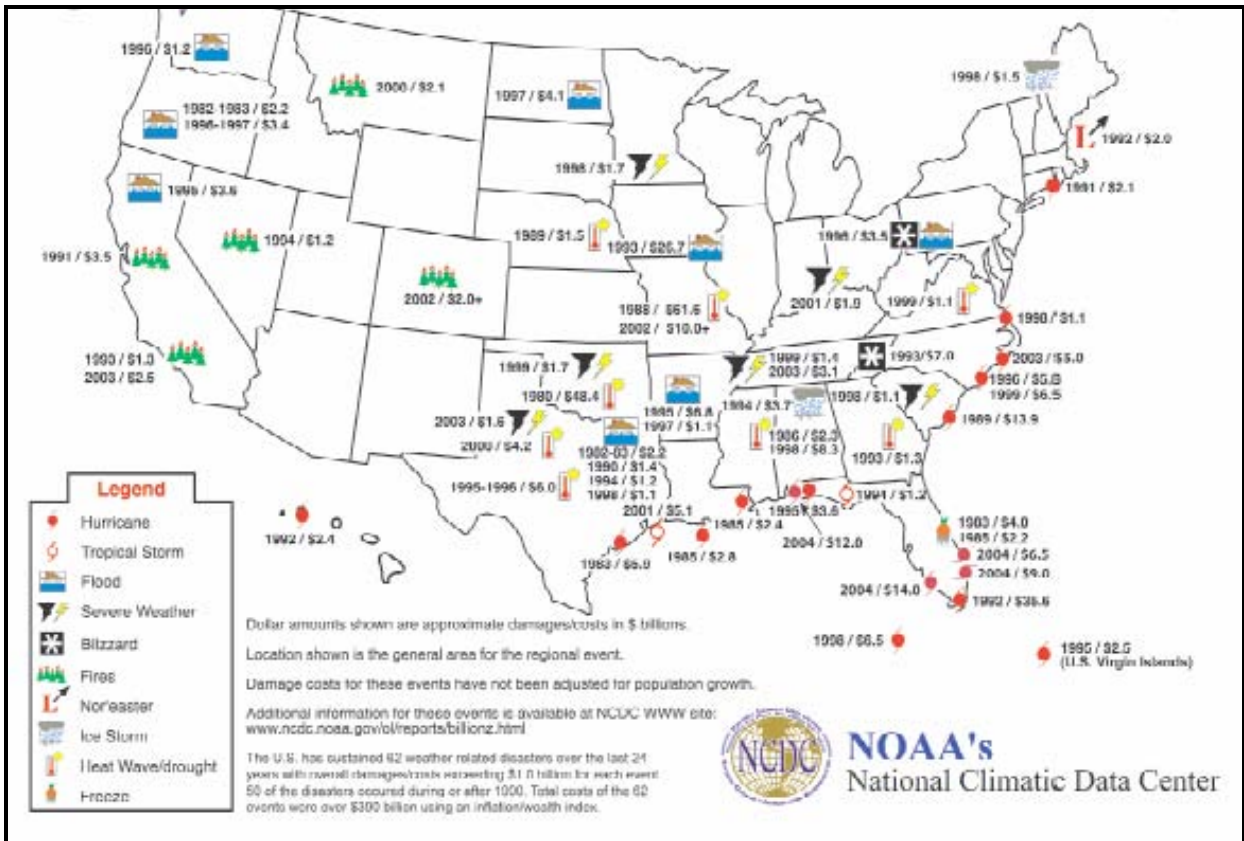 1996 / $1.2
1998 / $1.5
2000 / $2.1
1997 / $4.1
1982-1983 / $2.2
1996-1997 / $3.4
1992 / $2.0
1998 / $1.7
1995 / $3.6
1991 / $2.1
1994 / $1.2
1989 / $1.5
1993 / $26.7
1996 / $3.5
1991 / $3.5
2002 / $2.0+
2001 / $1.9
1999 / $1.1
1988 / $61.6
2002 / $10.0+
1990 / $1.1
1993 / $1.3
2003 / $2.5
1999 / $1.7
1999 / $1.4
2003 / $3.1
1993/$7.0
2003 / $5.0
1980 / $48.4
1996 / $5.8
1999 / $6.5
1995 / $6.8
1997 / $1.1
1994 / $3.7
1998 / $1.1
1989 / $13.9
2003 / $1.6
2000 / $4.2
1982-83 / $2.2
1990 / $1.4
1994 / $1.2
1998 / $1.1
1986 / $2.3
1998 / $8.3
1993 / $1.3
1995-1996 / $6.0
2001 / $5.1
1985 / $2.4
1995 / $3.6
1994 / $1.2
1992 / $2.4
1983 / $5.9
1985 / $2.8
2004 / $12.0
1983 / $4.0
1985 / $2.2
2004 / $6.5
2004 / $9.0
2004 / $14.0
1992 / $35.6
1998 / $6.5
1995 / $2.5
(U.S. Virgin Islands)
Legend
Hurricane
Tropical Storm
Flood
Severe Weather
Blizzard
Fires
Nor'easter
Ice Storm
Heat Wave/drought
Freeze
Dollar amounts shown are approximate damages/costs in $ billions.
Location shown is the general area for the regional event.
Damage costs for these events have not been adjusted for population growth.
Additional information for these events is available at NCDC WWW site:
www.ncdc.noaa.gov/ol/reports/billionz.html
The U.S. has sustained 62 weather related disasters over the last 24
years with overall damages/costs exceeding $1.0 billion for each event
50 of the disasters occured during or after 1990. Total costs of the 62
events were over $390 billion using an inflation/wealth index.
NCDC
NOAA's
National Climatic Data Center